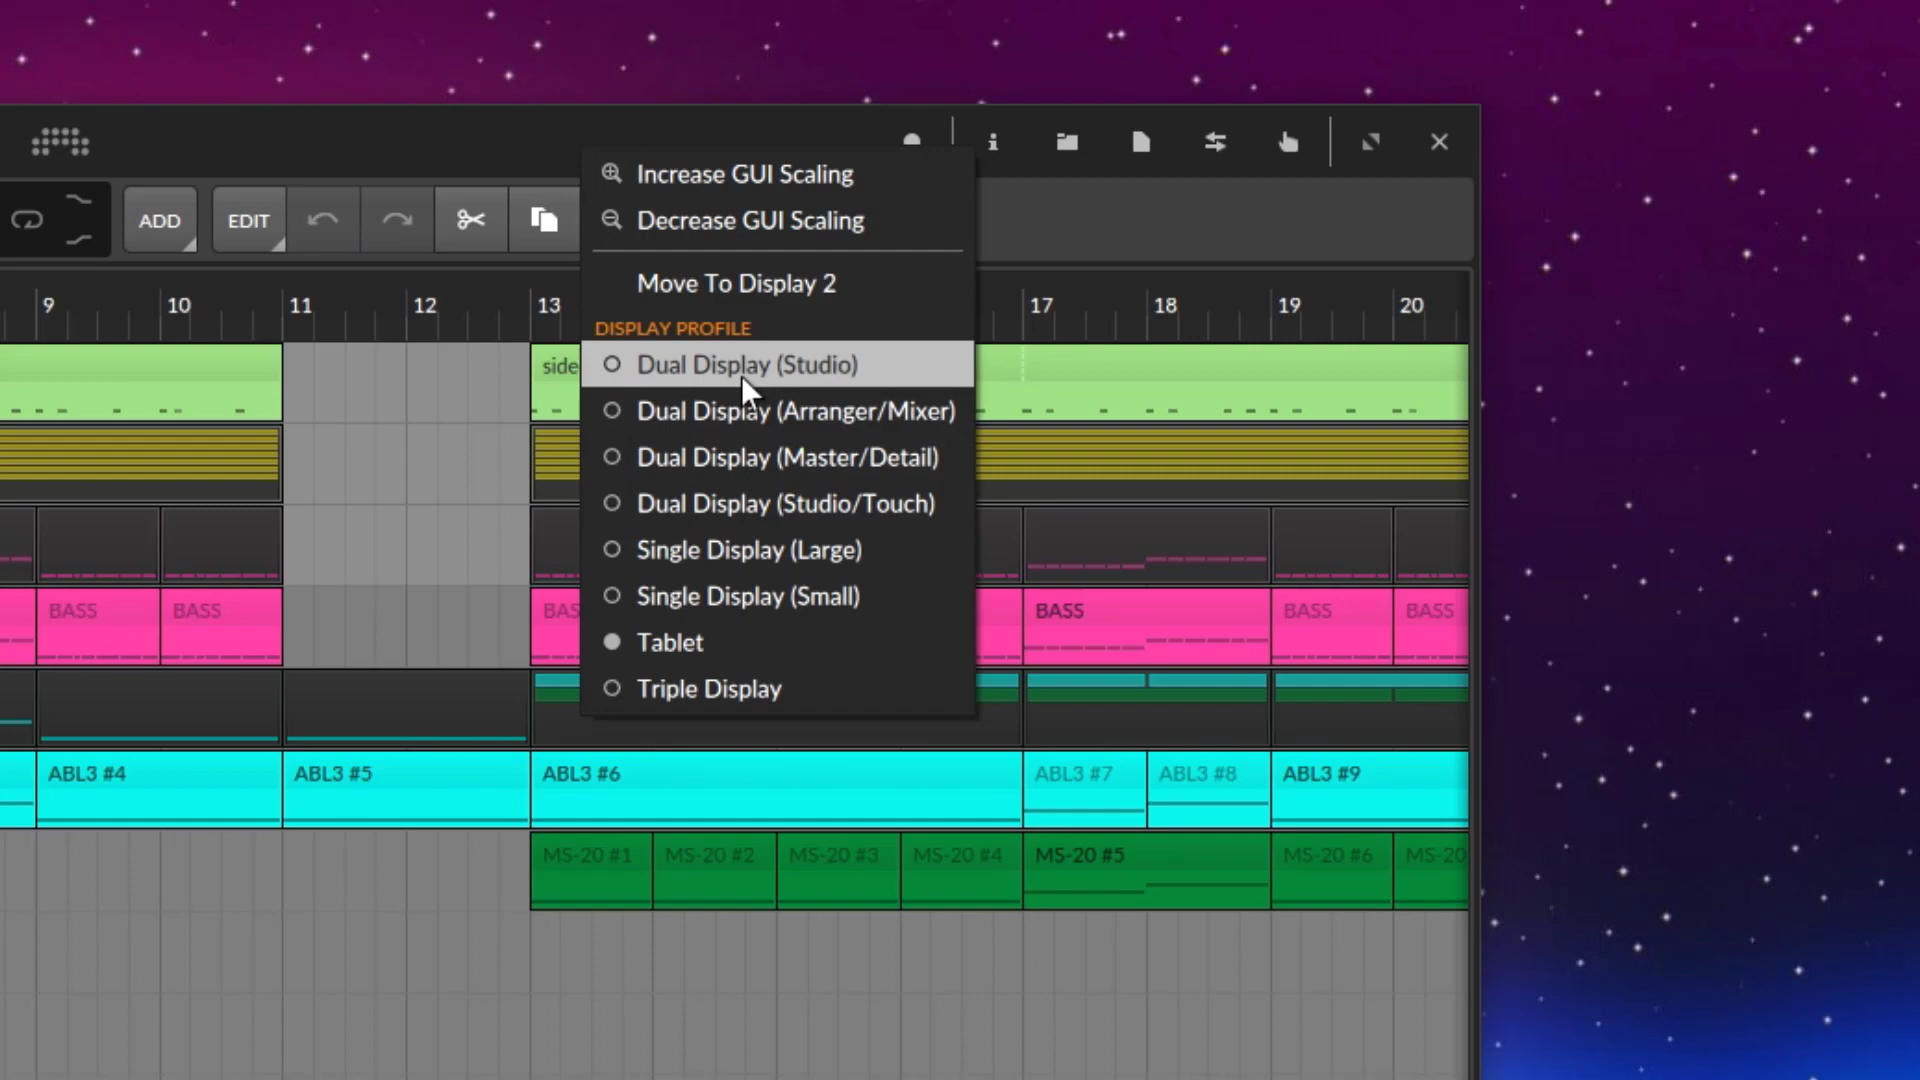 Increase GUI Scaling
ADD EDIT Decrease GUI Scaling
Move To Display 2
9 10 11 12 13 17 18 19 20
DISPLAY PROFILE
side Dual Display (Studio)
Dual Display (Arranger/Mixer)
Dual Display (Master/Detail)
Dual Display (Studio/Touch)
Single Display (Large)
Single Display (Small)
BASS BASS BAS BASS BASS BASS
Tablet
Triple Display
ABL3 #4 ABL3 #5 ABL3 #6 ABL3 #7 ABL3 #8 ABL3 #9
MS-20 #1 MS-20 #2 MS-20 #3 MS-20 #4 MS-20 #5 MS-20 #6 MS-20